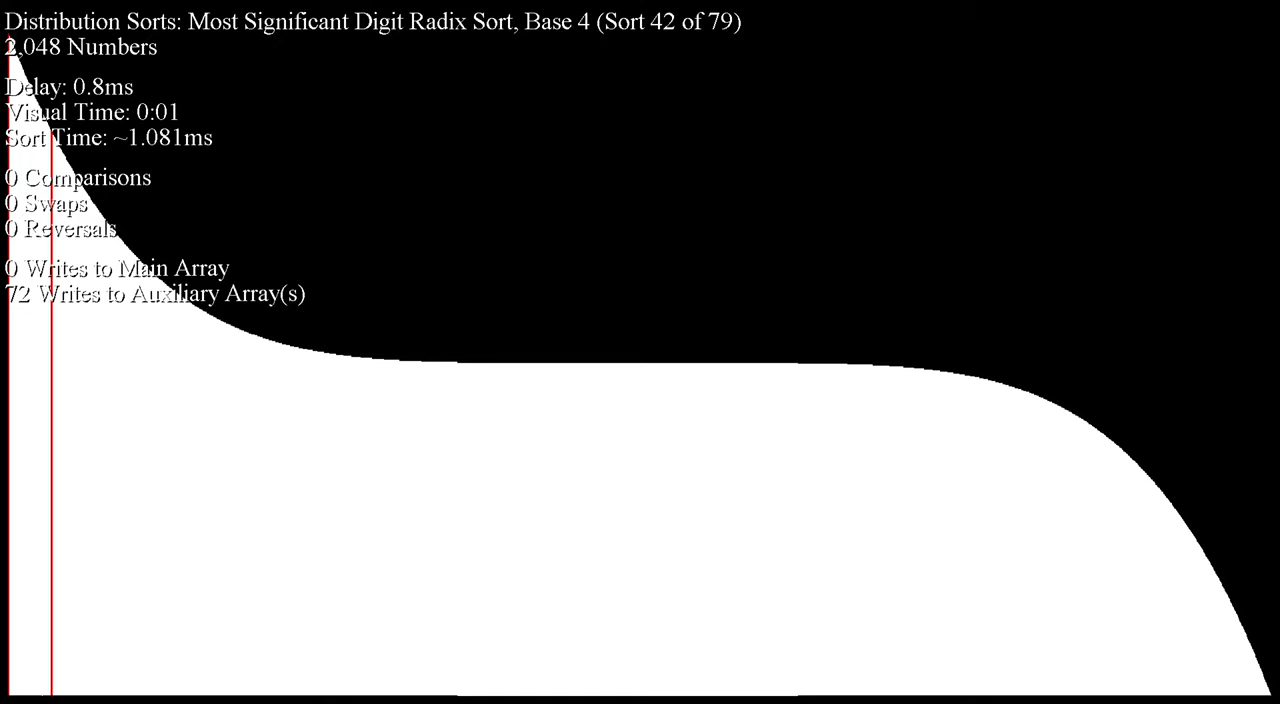 Distribution Sorts: Most Significant Digit Radix Sort, Base 4 (Sort 42 of 79)
2,048 Numbers
Delay: 0.8ms
Visual Time: 0:01
Sort Time: ~1.081ms
0 Comparisons
0 Swaps
0 Reversals
0 Writes to Main Array
72 Writes to Auxiliary Array(s)